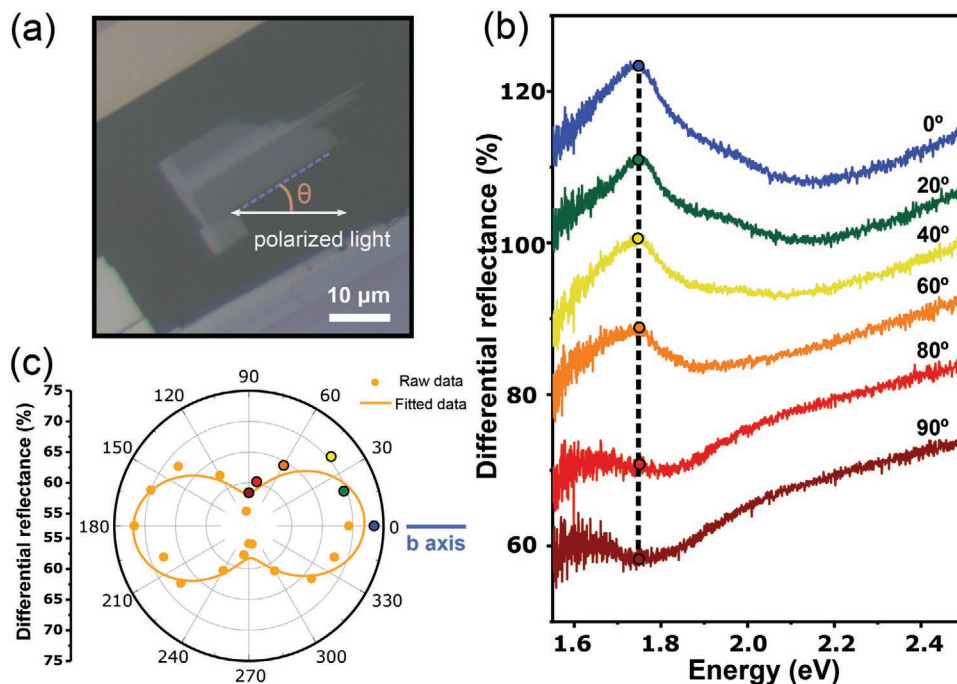 (a)
θ
polarized light
10 µm
(b)
Differential reflectance (%)
120
100
80
60
0º
20º
40º
60º
80º
90º
1.6
1.8
2.0
2.2
2.4
Energy (eV)
(c)
Differential reflectance (%)
75
70
65
60
55
55
60
65
70
75
90
60
30
0
330
300
270
240
210
180
150
120
Raw data
Fitted data
b axis